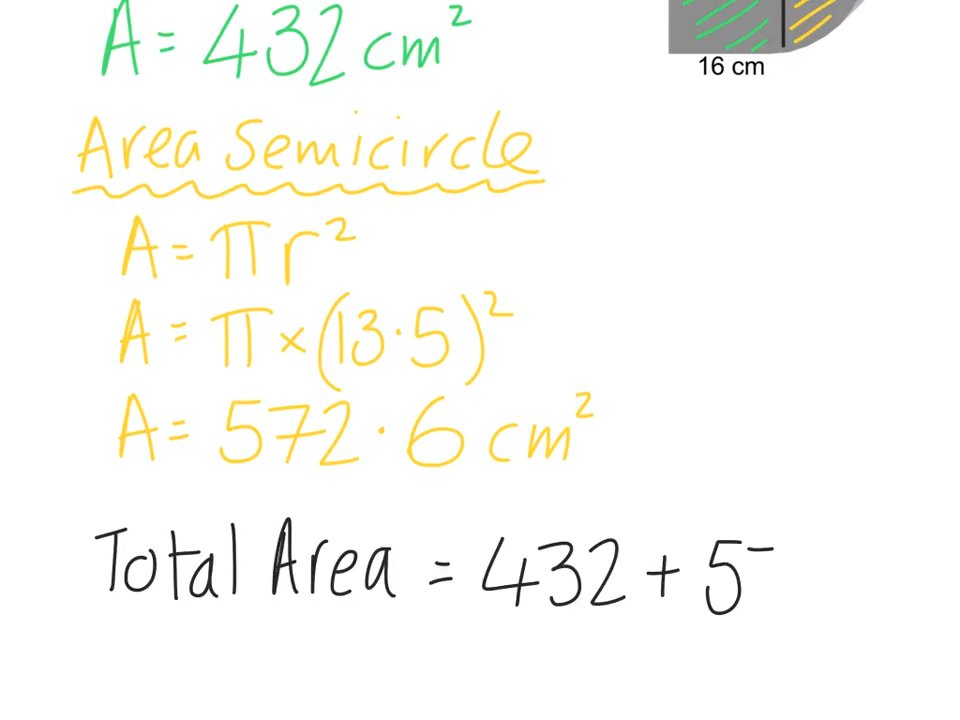 A = 432 cm²
16 cm
Area Semicircle
A = πr²
A = π × (13·5)²
A = 572·6 cm²
Total Area = 432 + 5